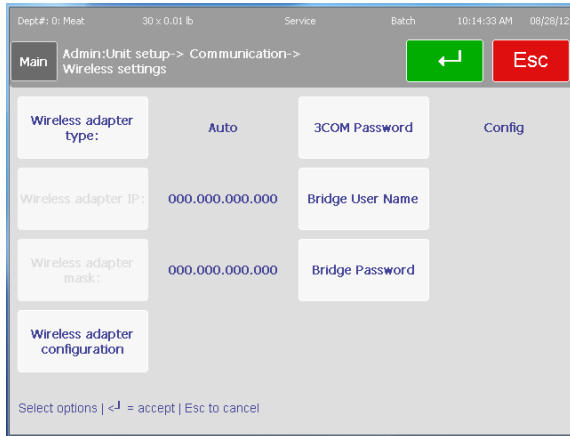 Dept#: 0: Meat 30 x 0.01 lb Service Batch 10:14:33 AM 08/28/12
Main
Admin:Unit setup-> Communication->
Wireless settings
Esc
Wireless adapter
type:
Auto
3COM Password
Config
Wireless adapter IP:
000.000.000.000
Bridge User Name
Wireless adapter
mask:
000.000.000.000
Bridge Password
Wireless adapter
configuration
Select options | <┘ = accept | Esc to cancel